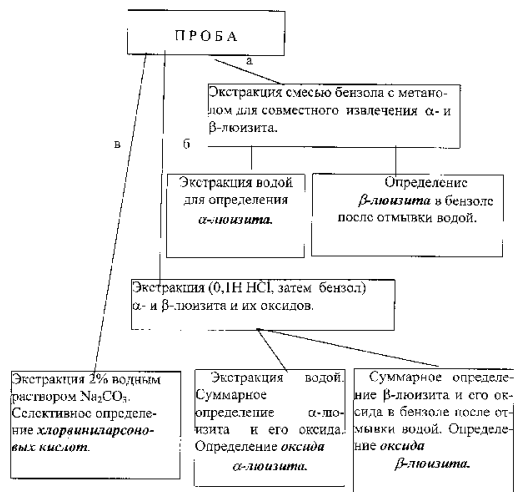 ПРОБА
а
Экстракция смесью бензола с метано-
лом для совместного извлечения α- и
β-люизита.
в
б
Экстракция водой
для определения
α-люизита.
Определение
β-люизита в бензоле
после отмывки водой.
Экстракция (0,1Н HCl, затем бензол)
α- и β-люизита и их оксидов.
Экстракция 2% водным
раствором Na₂CO₃.
Селективное определе-
ние хлорвиниларсоно-
вых кислот.
Экстракция водой.
Суммарное
определение α-лю-
изита и его оксида.
Определение оксида
α-люизита.
Суммарное определе-
ние β-люизита и его ок-
сида в бензоле после от-
мывки водой. Определе-
ние оксида
β-люизита.